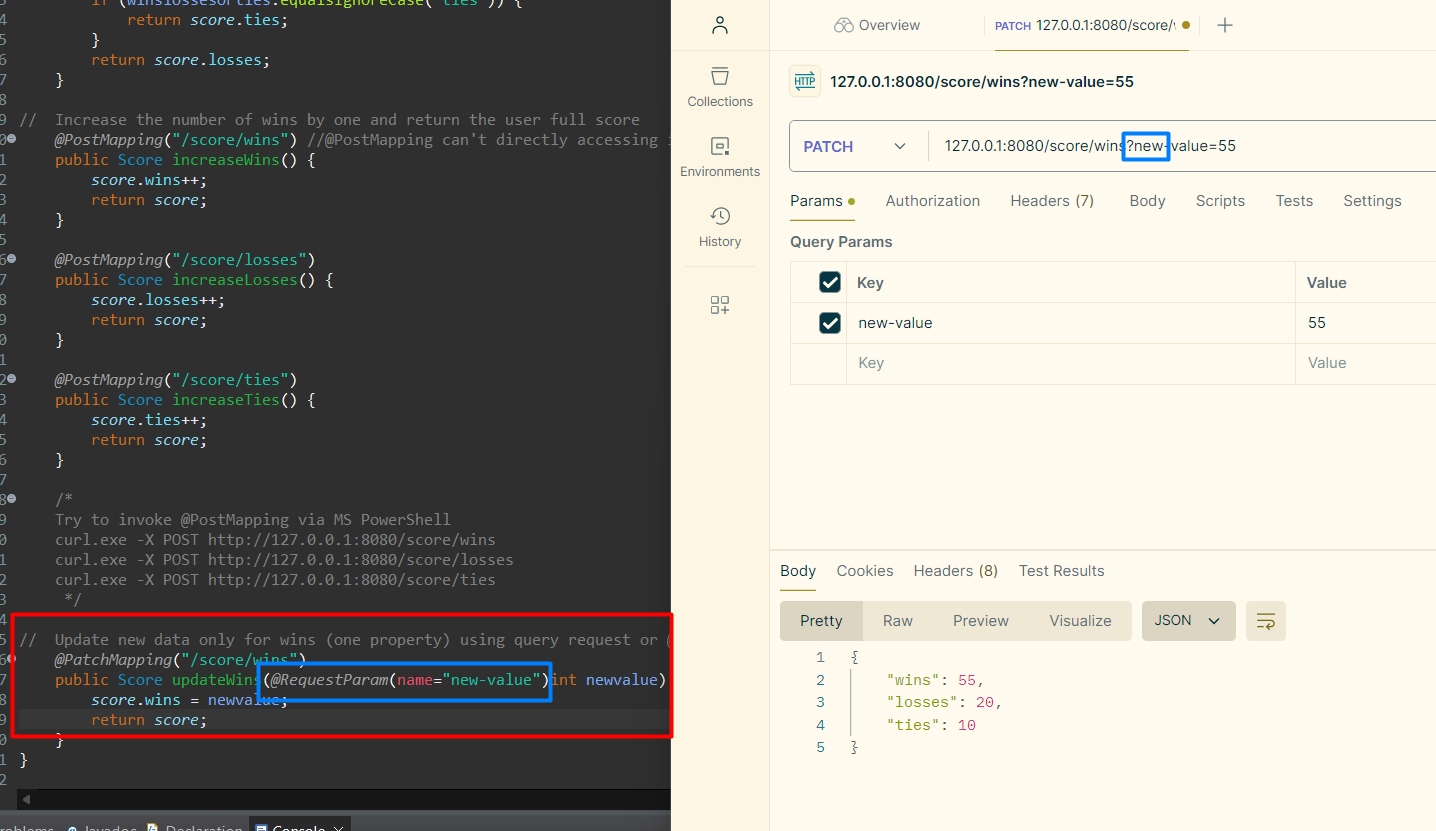 if (winslossesorties.equalsIgnoreCase("ties")) {
4 return score.ties;
5 }
6 return score.losses;
7 }
8
9 // Increase the number of wins by one and return the user full score
0 @PostMapping("/score/wins") //@PostMapping can't directly accessing
1 public Score increaseWins() {
2 score.wins++;
3 return score;
4 }
5
6 @PostMapping("/score/losses")
7 public Score increaseLosses() {
8 score.losses++;
9 return score;
0 }
1
2 @PostMapping("/score/ties")
3 public Score increaseTies() {
4 score.ties++;
5 return score;
6 }
7
8 /*
9 Try to invoke @PostMapping via MS PowerShell
0 curl.exe -X POST http://127.0.0.1:8080/score/wins
1 curl.exe -X POST http://127.0.0.1:8080/score/losses
2 curl.exe -X POST http://127.0.0.1:8080/score/ties
3 */
4
5 // Update new data only for wins (one property) using query request or
6 @PatchMapping("/score/wins")
7 public Score updateWins(@RequestParam(name="new-value")int newvalue)
8 score.wins = newvalue;
9 return score;
0 }
1 }
2
Problems Javadoc Declaration Console
Collections
Environments
History
Overview
PATCH 127.0.0.1:8080/score/
HTTP 127.0.0.1:8080/score/wins?new-value=55
PATCH 127.0.0.1:8080/score/wins?new-value=55
Params Authorization Headers (7) Body Scripts Tests Settings
Query Params
Key Value
new-value 55
Key Value
Body Cookies Headers (8) Test Results
Pretty Raw Preview Visualize JSON
1 {
2 "wins": 55,
3 "losses": 20,
4 "ties": 10
5 }